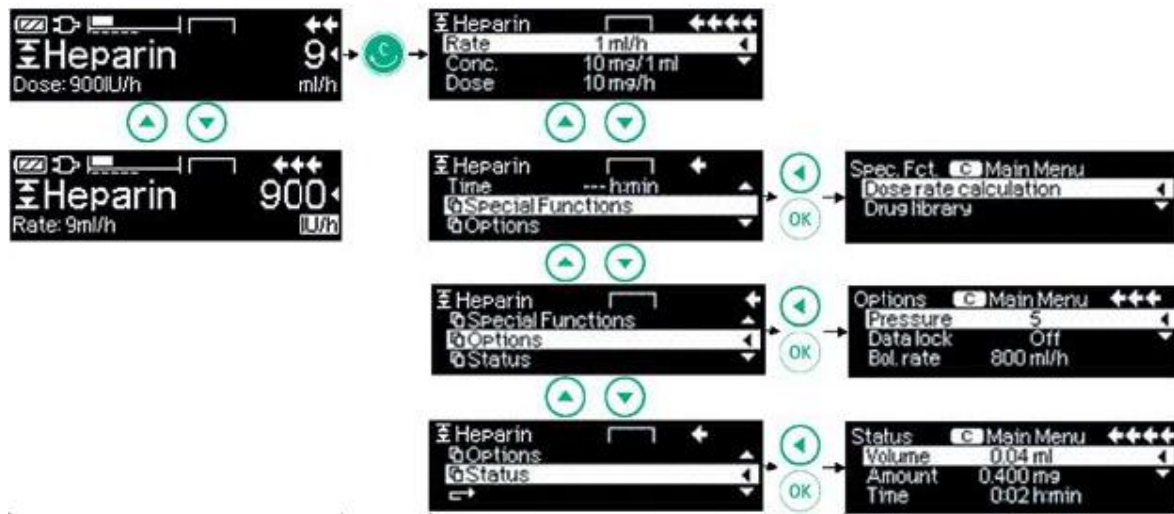 Heparin 9
Dose: 900IU/h ml/h
C
Heparin
Rate 1 ml/h
Conc. 10 mg/1 ml
Dose 10 mg/h
Heparin 900
Rate: 9ml/h IU/h
Heparin
Time --- h:min
Special Functions
Options
OK
Spec. Fct. C Main Menu
Dose rate calculation
Drug library
Heparin
Special Functions
Options
Status
OK
Options C Main Menu
Pressure 5
Data lock Off
Bol. rate 800 ml/h
Heparin
Options
Status
OK
Status C Main Menu
Volume 0.04 ml
Amount 0.400 mg
Time 0:02 h:min